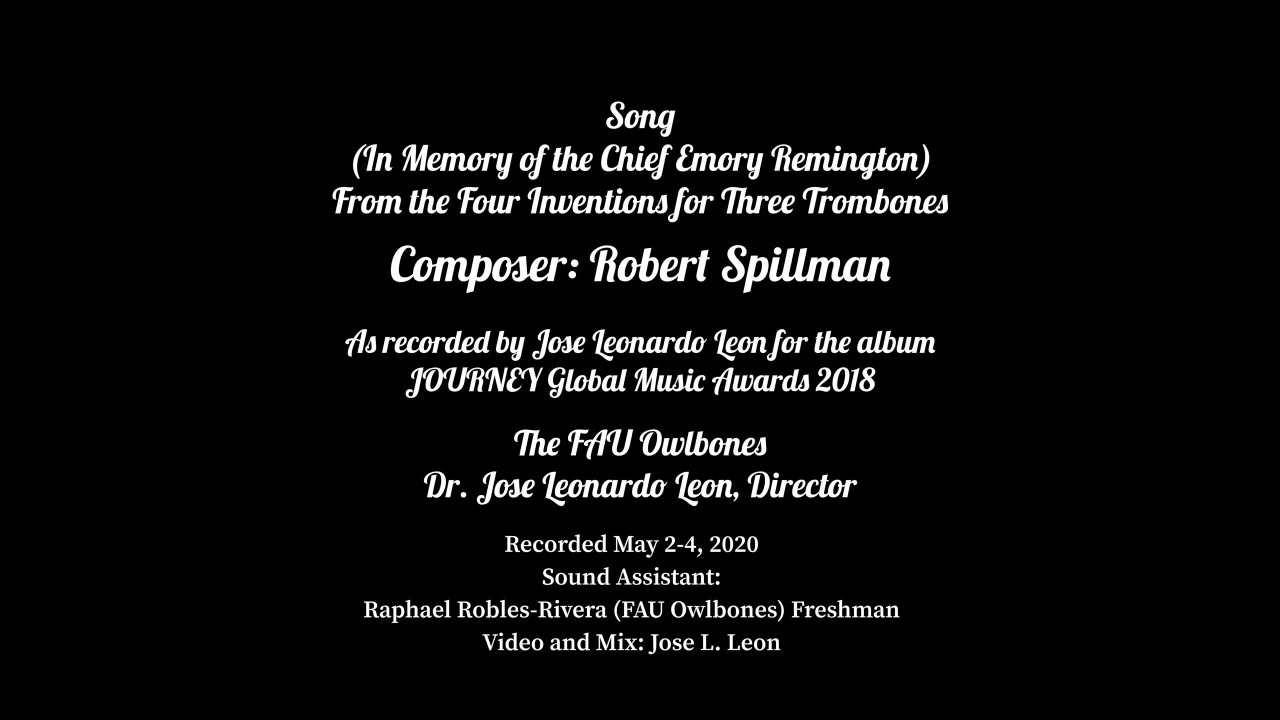 Song
(In Memory of the Chief Emory Remington)
From the Four Inventions for Three Trombones
Composer: Robert Spillman
As recorded by Jose Leonardo Leon for the album
JOURNEY Global Music Awards 2018
The FAU Owlbones
Dr. Jose Leonardo Leon, Director
Recorded May 2-4, 2020
Sound Assistant:
Raphael Robles-Rivera (FAU Owlbones) Freshman
Video and Mix: Jose L. Leon